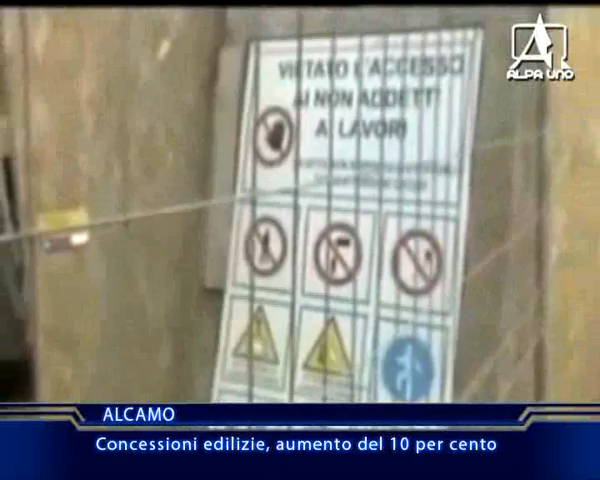 ALPA UNO
VIETATO L'ACCESSO
AI NON ADDETTI
AI LAVORI
ALCAMO
Concessioni edilizie, aumento del 10 per cento